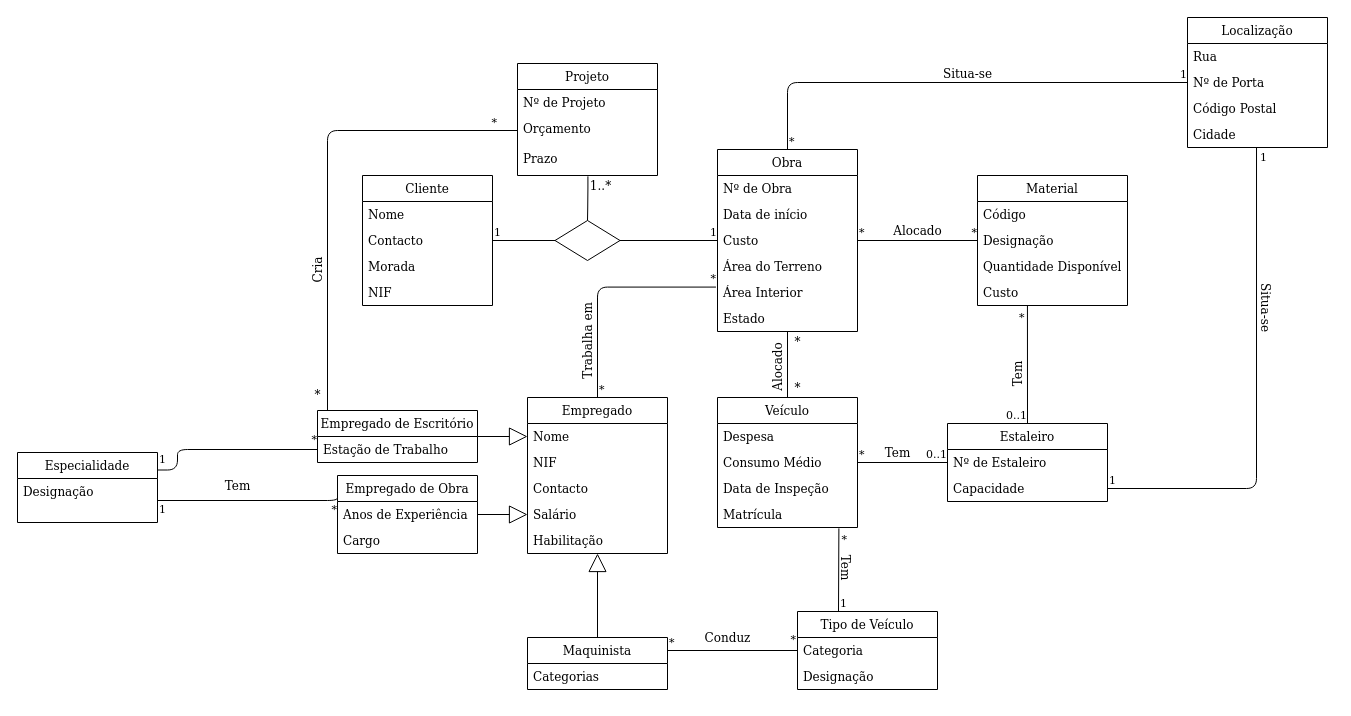 Localização
Rua
Nº de Porta
Código Postal
Cidade
1
1
Situa-se
*
Projeto
Nº de Projeto
Orçamento
Prazo
*
1..*
Cliente
Nome
Contacto
Morada
NIF
1
1
Cria
*
Obra
Nº de Obra
Data de início
Custo
Área do Terreno
Área Interior
Estado
*
Alocado
*
Material
Código
Designação
Quantidade Disponível
Custo
*
Tem
0..1
Situa-se
1
*
Trabalha em
*
*
Alocado
*
Empregado de Escritório
Estação de Trabalho
*
1
Especialidade
Designação
1
Tem
*
Empregado de Obra
Anos de Experiência
Cargo
Empregado
Nome
NIF
Contacto
Salário
Habilitação
Veículo
Despesa
Consumo Médio
Data de Inspeção
Matrícula
*
Tem
0..1
Estaleiro
Nº de Estaleiro
Capacidade
*
Tem
1
Maquinista
Categorias
*
Conduz
*
Tipo de Veículo
Categoria
Designação